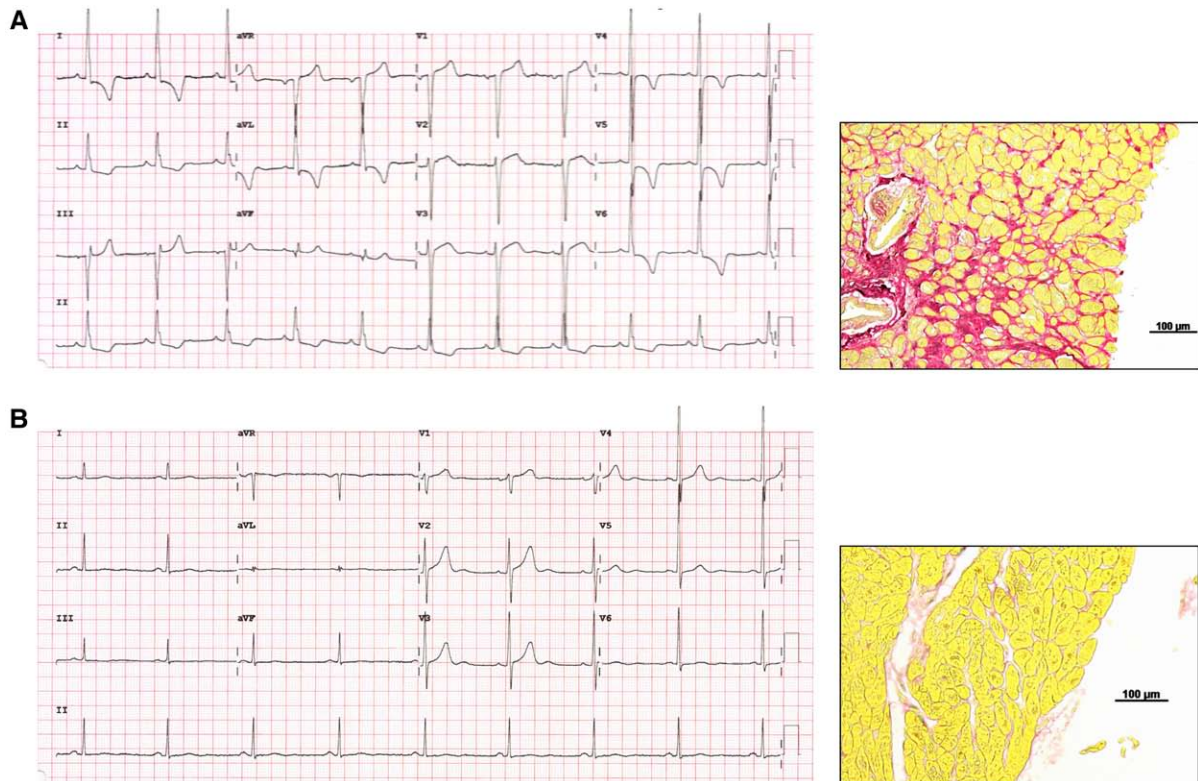 A
I aVR V1 V4
II aVL V2 V5
III aVF V3 V6
II
100 µm
B
I aVR V1 V4
II aVL V2 V5
III aVF V3 V6
II
100 µm